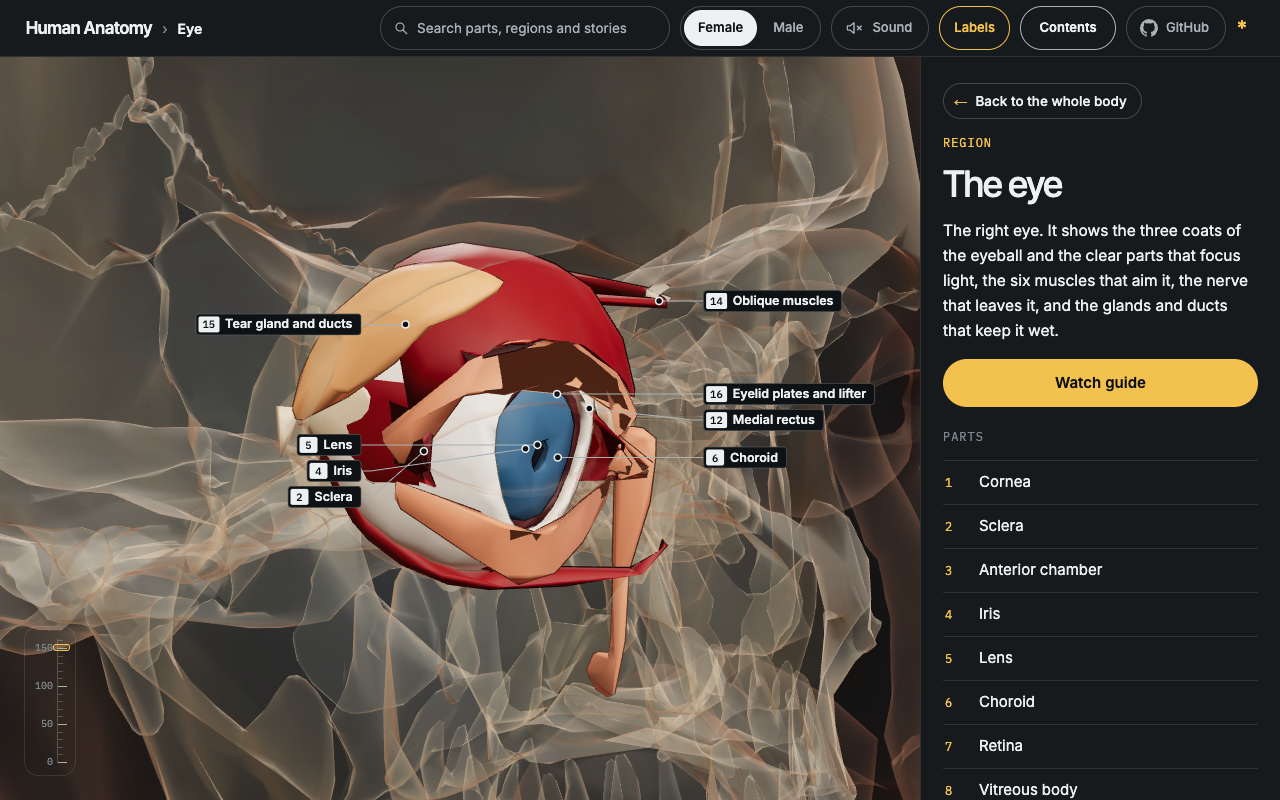 Human Anatomy › Eye
Search parts, regions and stories
Female
Male
Sound
Labels
Contents
GitHub
*
15 Tear gland and ducts
14 Oblique muscles
16 Eyelid plates and lifter
12 Medial rectus
5 Lens
4 Iris
2 Sclera
6 Choroid
150
100
50
0
← Back to the whole body
REGION
The eye
The right eye. It shows the three coats of
the eyeball and the clear parts that focus
light, the six muscles that aim it, the nerve
that leaves it, and the glands and ducts
that keep it wet.
Watch guide
PARTS
1 Cornea
2 Sclera
3 Anterior chamber
4 Iris
5 Lens
6 Choroid
7 Retina
8 Vitreous body